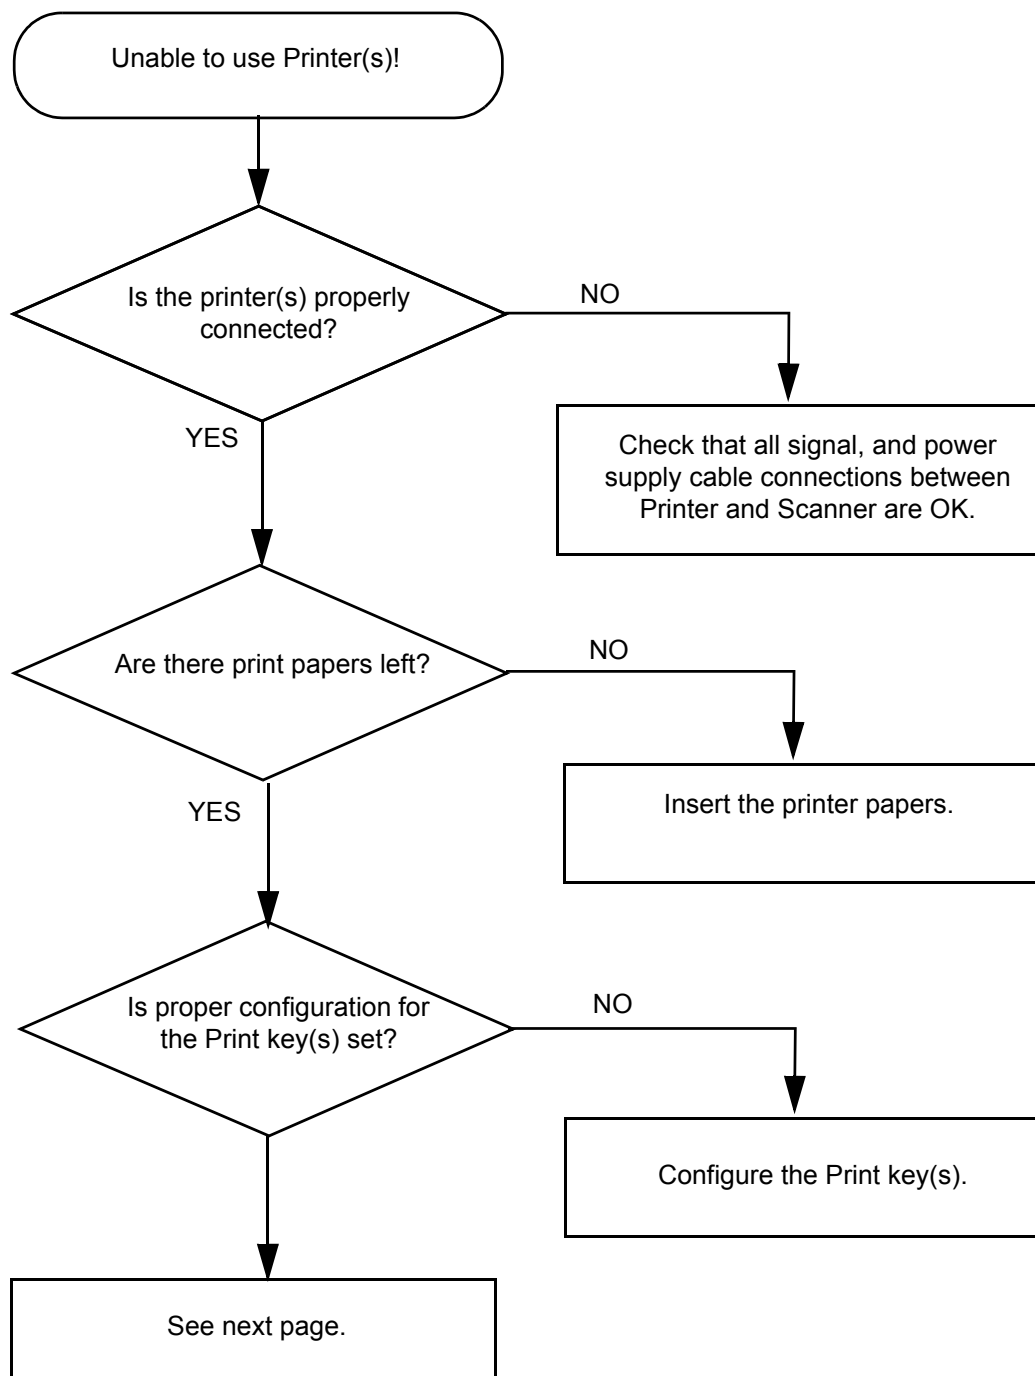 Unable to use Printer(s)!
Is the printer(s) properly
connected?
NO
YES
Check that all signal, and power
supply cable connections between
Printer and Scanner are OK.
Are there print papers left?
NO
YES
Insert the printer papers.
Is proper configuration for
the Print key(s) set?
NO
Configure the Print key(s).
See next page.